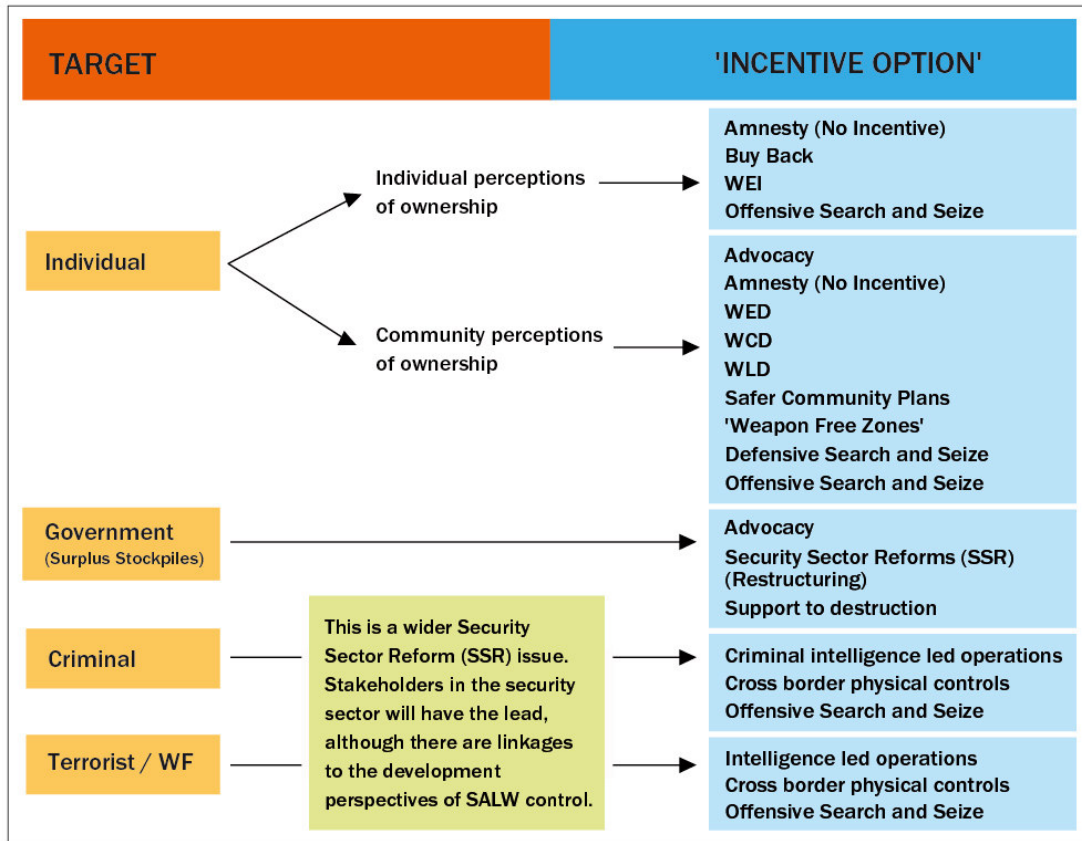 TARGET
'INCENTIVE OPTION'
Individual
Individual perceptions
of ownership
Amnesty (No Incentive)
Buy Back
WEI
Offensive Search and Seize
Community perceptions
of ownership
Advocacy
Amnesty (No Incentive)
WED
WCD
WLD
Safer Community Plans
'Weapon Free Zones'
Defensive Search and Seize
Offensive Search and Seize
Government
(Surplus Stockpiles)
Advocacy
Security Sector Reforms (SSR)
(Restructuring)
Support to destruction
Criminal
This is a wider Security
Sector Reform (SSR) issue.
Stakeholders in the security
sector will have the lead,
although there are linkages
to the development
perspectives of SALW control.
Criminal intelligence led operations
Cross border physical controls
Offensive Search and Seize
Terrorist / WF
Intelligence led operations
Cross border physical controls
Offensive Search and Seize